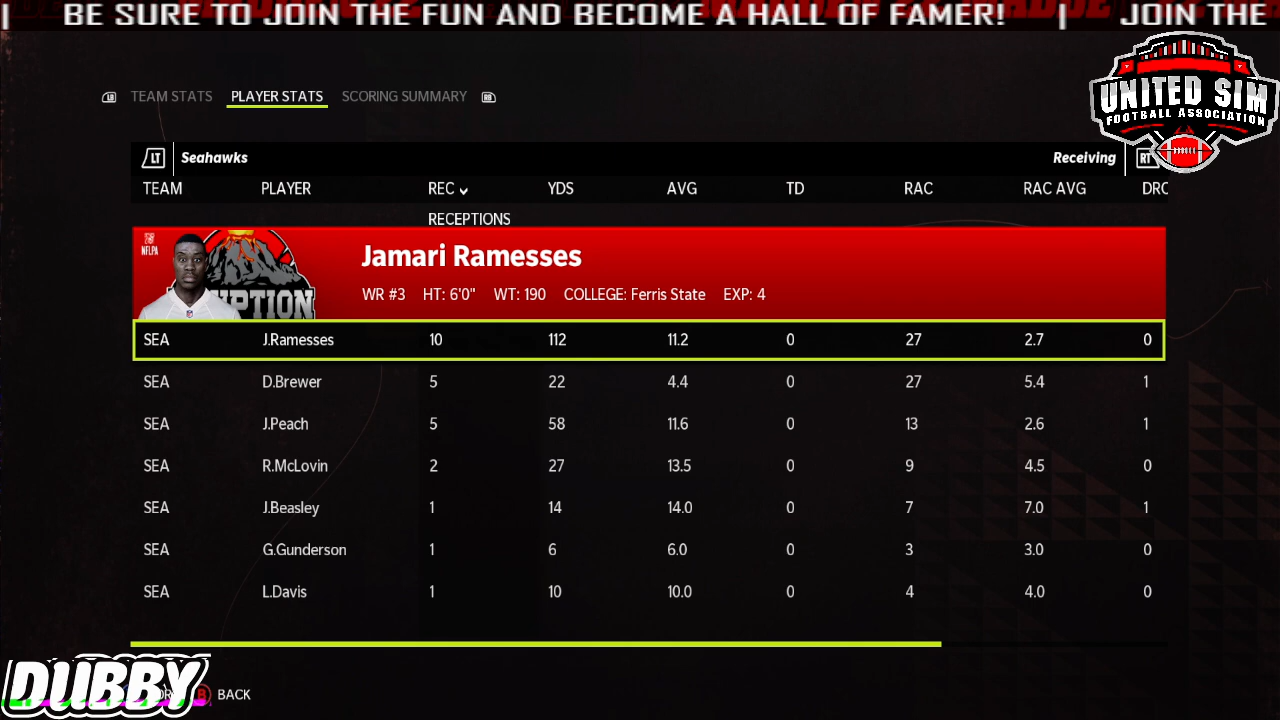 | BE SURE TO JOIN THE FUN AND BECOME A HALL OF FAMER! | JOIN THE
UNITED SIM
FOOTBALL ASSOCIATION
LB TEAM STATS PLAYER STATS SCORING SUMMARY RB
LT Seahawks Receiving RT
TEAM PLAYER REC YDS AVG TD RAC RAC AVG DRO
RECEPTIONS
NFLPA
Jamari Ramesses
WR #3 HT: 6'0" WT: 190 COLLEGE: Ferris State EXP: 4
SEA J.Ramesses 10 112 11.2 0 27 2.7 0
SEA D.Brewer 5 22 4.4 0 27 5.4 1
SEA J.Peach 5 58 11.6 0 13 2.6 1
SEA R.McLovin 2 27 13.5 0 9 4.5 0
SEA J.Beasley 1 14 14.0 0 7 7.0 1
SEA G.Gunderson 1 6 6.0 0 3 3.0 0
SEA L.Davis 1 10 10.0 0 4 4.0 0
DUBBY
B BACK